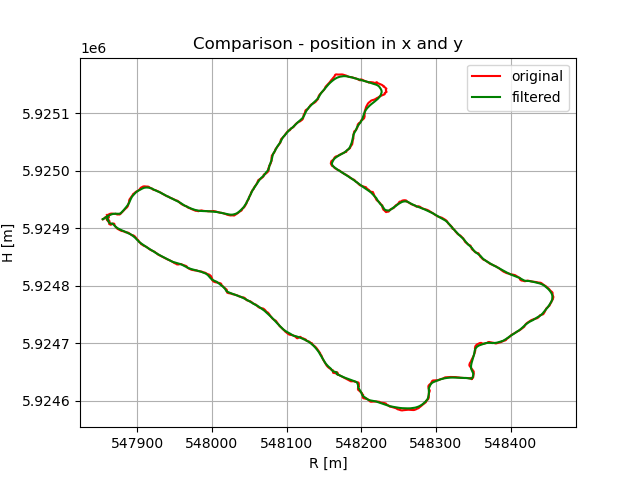 Comparison - position in x and y
1e6
original
filtered
5.9251
5.9250
5.9249
5.9248
5.9247
5.9246
H [m]
547900 548000 548100 548200 548300 548400
R [m]